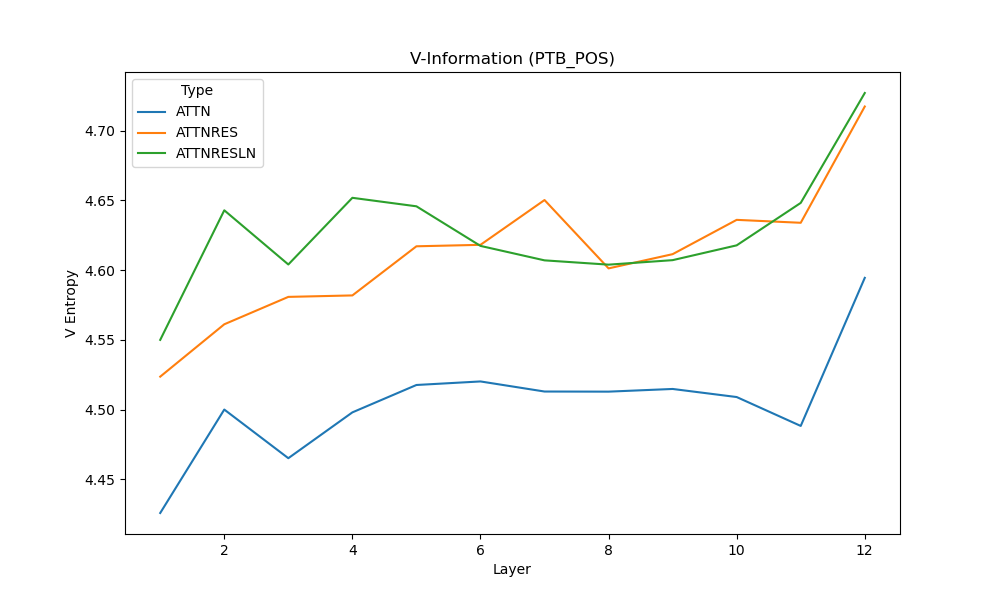 V-Information (PTB_POS)
Type
ATTN
ATTNRES
ATTNRESLN
V Entropy
4.70
4.65
4.60
4.55
4.50
4.45
2 4 6 8 10 12
Layer